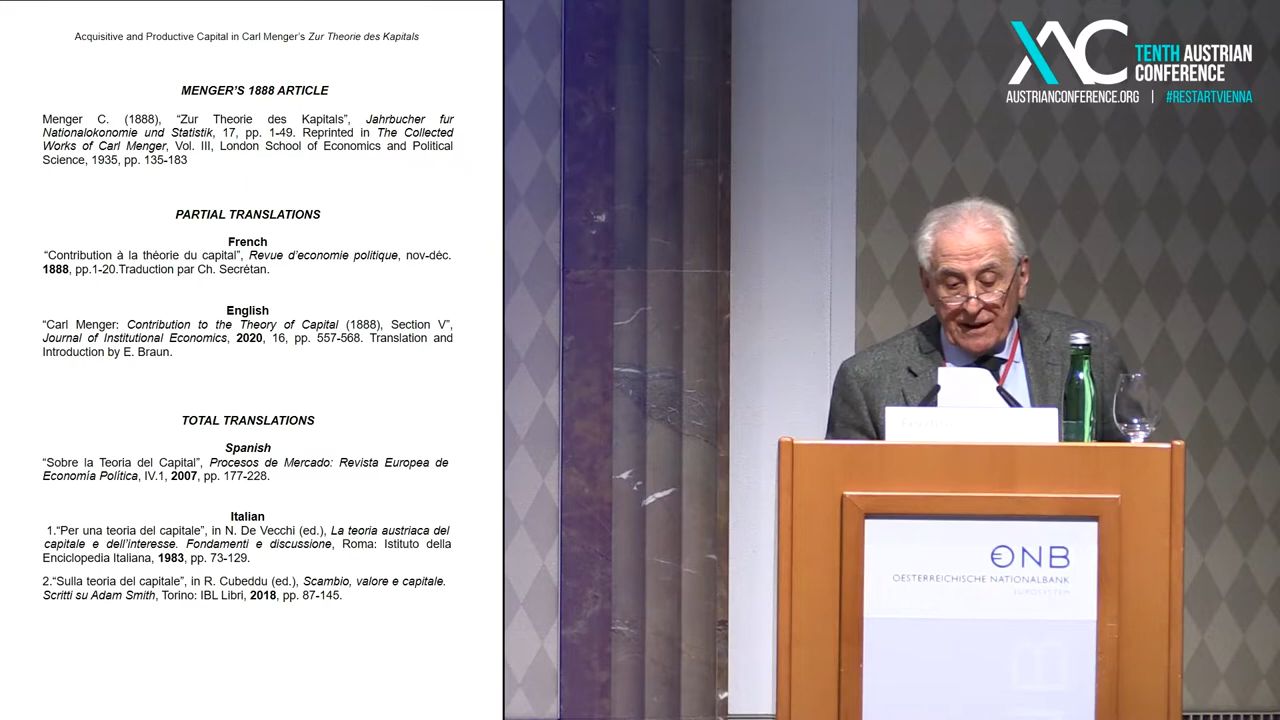 Acquisitive and Productive Capital in Carl Menger's Zur Theorie des Kapitals
MENGER'S 1888 ARTICLE
Menger C. (1888), "Zur Theorie des Kapitals", Jahrbucher fur
Nationalokonomie und Statistik, 17, pp. 1-49. Reprinted in The Collected
Works of Carl Menger, Vol. III, London School of Economics and Political
Science, 1935, pp. 135-183
PARTIAL TRANSLATIONS
French
"Contribution à la thèorie du capital", Revue d'economie politique, nov-déc.
1888, pp.1-20.Traduction par Ch. Secrétan.
English
"Carl Menger: Contribution to the Theory of Capital (1888), Section V",
Journal of Institutional Economics, 2020, 16, pp. 557-568. Translation and
Introduction by E. Braun.
TOTAL TRANSLATIONS
Spanish
"Sobre la Teoria del Capital", Procesos de Mercado: Revista Europea de
Economía Política, IV.1, 2007, pp. 177-228.
Italian
1."Per una teoria del capitale", in N. De Vecchi (ed.), La teoria austriaca del
capitale e dell'interesse. Fondamenti e discussione, Roma: Istituto della
Enciclopedia Italiana, 1983, pp. 73-129.
2."Sulla teoria del capitale", in R. Cubeddu (ed.), Scambio, valore e capitale.
Scritti su Adam Smith, Torino: IBL Libri, 2018, pp. 87-145.
XAC
TENTH AUSTRIAN
CONFERENCE
AUSTRIANCONFERENCE.ORG | #RESTARTVIENNA
ONB
OESTERREICHISCHE NATIONALBANK
EUROSYSTEM